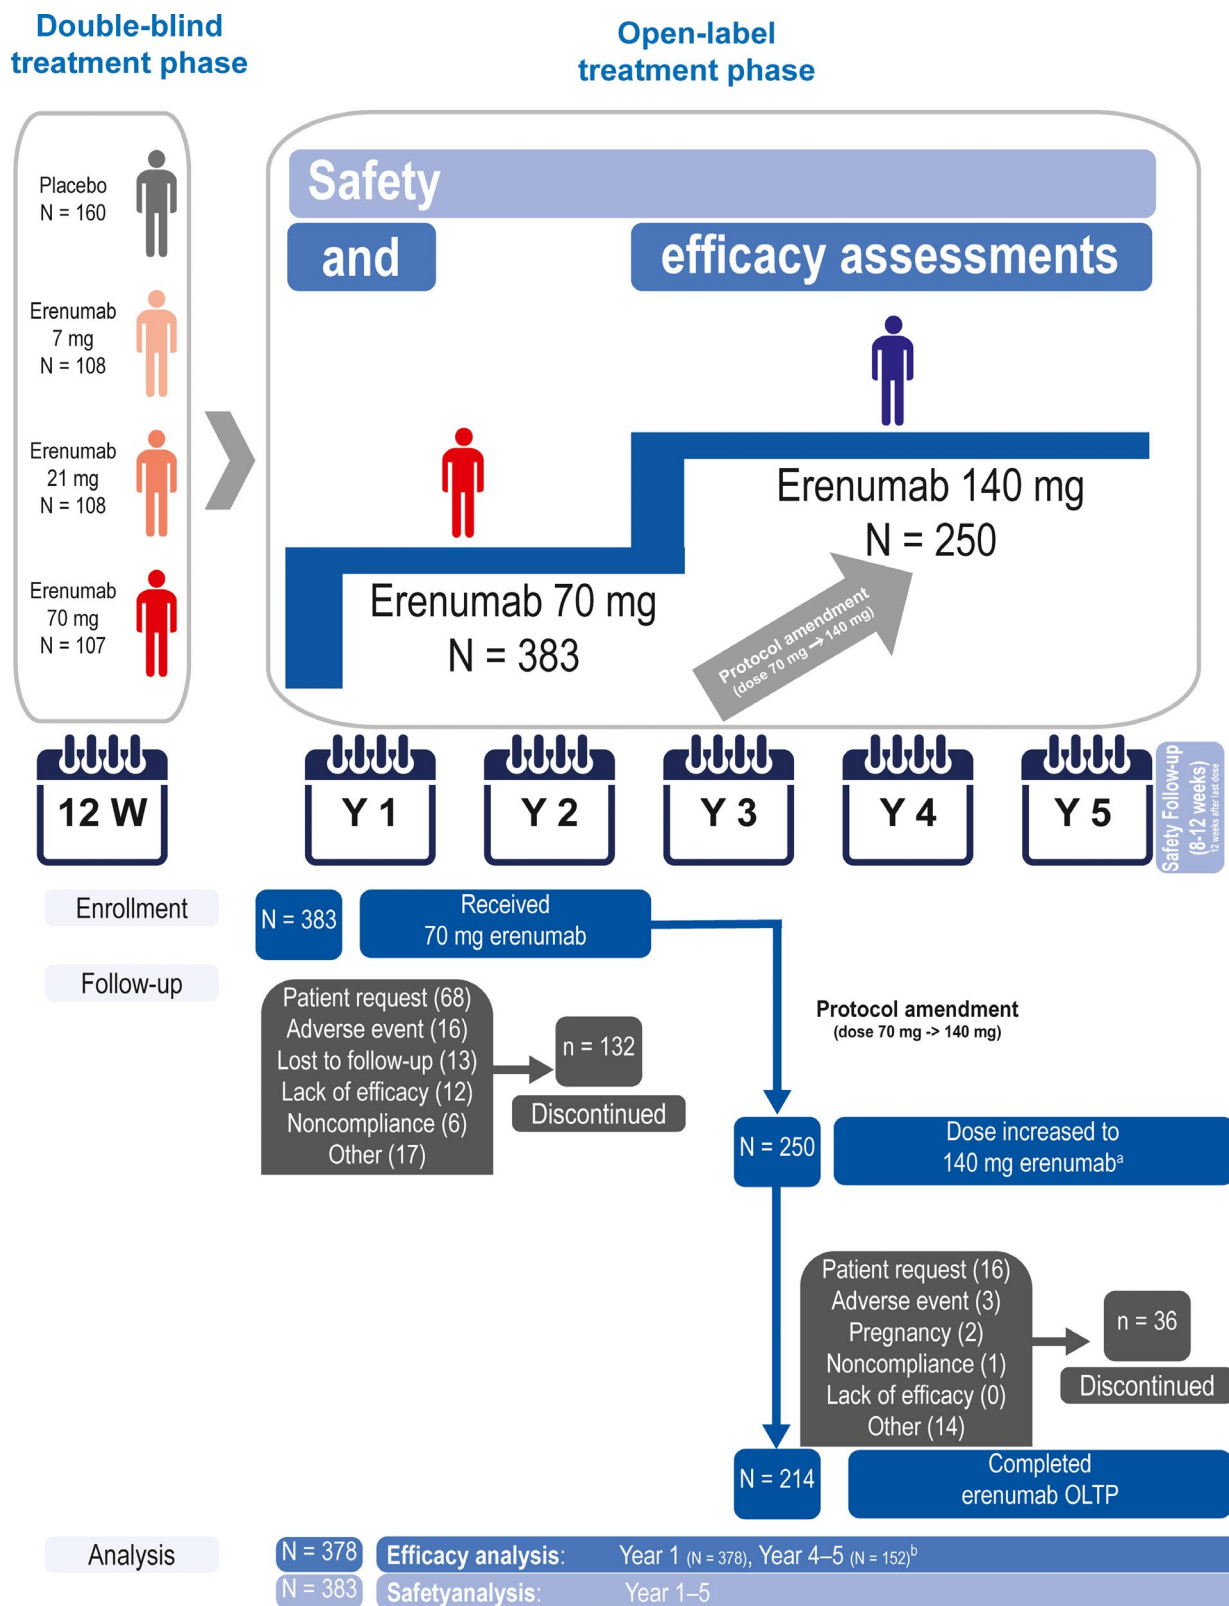 Double-blind
treatment phase
Open-label
treatment phase
Placebo
N = 160
Erenumab
7 mg
N = 108
Erenumab
21 mg
N = 108
Erenumab
70 mg
N = 107
Safety
and
efficacy assessments
Erenumab 70 mg
N = 383
Erenumab 140 mg
N = 250
Protocol amendment
(dose 70 mg → 140 mg)
12 W
Y 1
Y 2
Y 3
Y 4
Y 5
Safety Follow-up
(8-12 weeks)
12 weeks after last dose
Enrollment
N = 383
Received
70 mg erenumab
Follow-up
Patient request (68)
Adverse event (16)
Lost to follow-up (13)
Lack of efficacy (12)
Noncompliance (6)
Other (17)
n = 132
Discontinued
Protocol amendment
(dose 70 mg -> 140 mg)
N = 250
Dose increased to
140 mg erenumabᵃ
Patient request (16)
Adverse event (3)
Pregnancy (2)
Noncompliance (1)
Lack of efficacy (0)
Other (14)
n = 36
Discontinued
N = 214
Completed
erenumab OLTP
Analysis
N = 378
Efficacy analysis: Year 1 (N = 378), Year 4–5 (N = 152)ᵇ
N = 383
Safetyanalysis: Year 1–5